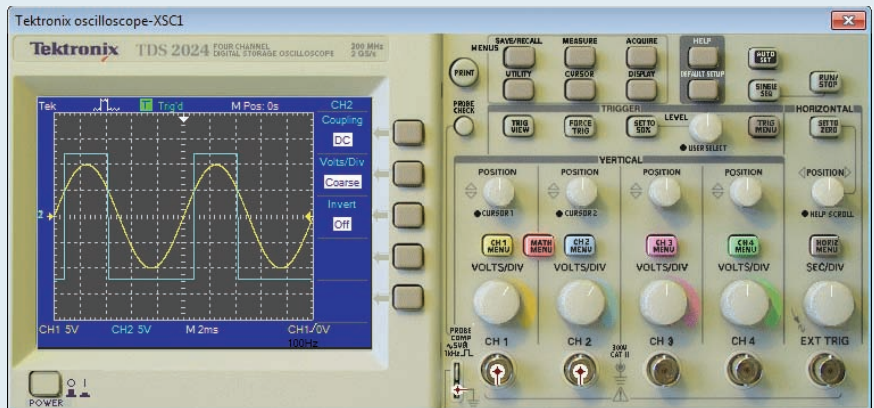 Tektronix oscilloscope-XSC1
Tektronix TDS 2024 FOUR CHANNEL DIGITAL STORAGE OSCILLOSCOPE 200 MHz 2 GS/s
Tek T Trig'd M Pos: 0s CH2
Coupling
DC
Volts/Div
Coarse
Invert
Off
2
CH1 5V CH2 5V M 2ms CH1 0V
100Hz
POWER
O I
MENUS
SAVE/RECALL MEASURE ACQUIRE
UTILITY CURSOR DISPLAY
PRINT
HELP
DEFAULT SETUP
AUTO SET
SINGLE SEQ
RUN/STOP
PROBE CHECK
TRIGGER
TRIG VIEW
FORCE TRIG
SET TO 50%
LEVEL
USER SELECT
TRIG MENU
HORIZONTAL
SET TO ZERO
VERTICAL
POSITION POSITION POSITION POSITION POSITION
CURSOR 1 CURSOR 2 HELP SCROLL
CH 1 MENU
MATH MENU
CH 2 MENU
CH 3 MENU
CH 4 MENU
HORIZ MENU
VOLTS/DIV VOLTS/DIV VOLTS/DIV VOLTS/DIV SEC/DIV
PROBE COMP
~5V@
1kHz
CH 1 CH 2 CH 3 CH 4 EXT TRIG
300V
CAT II